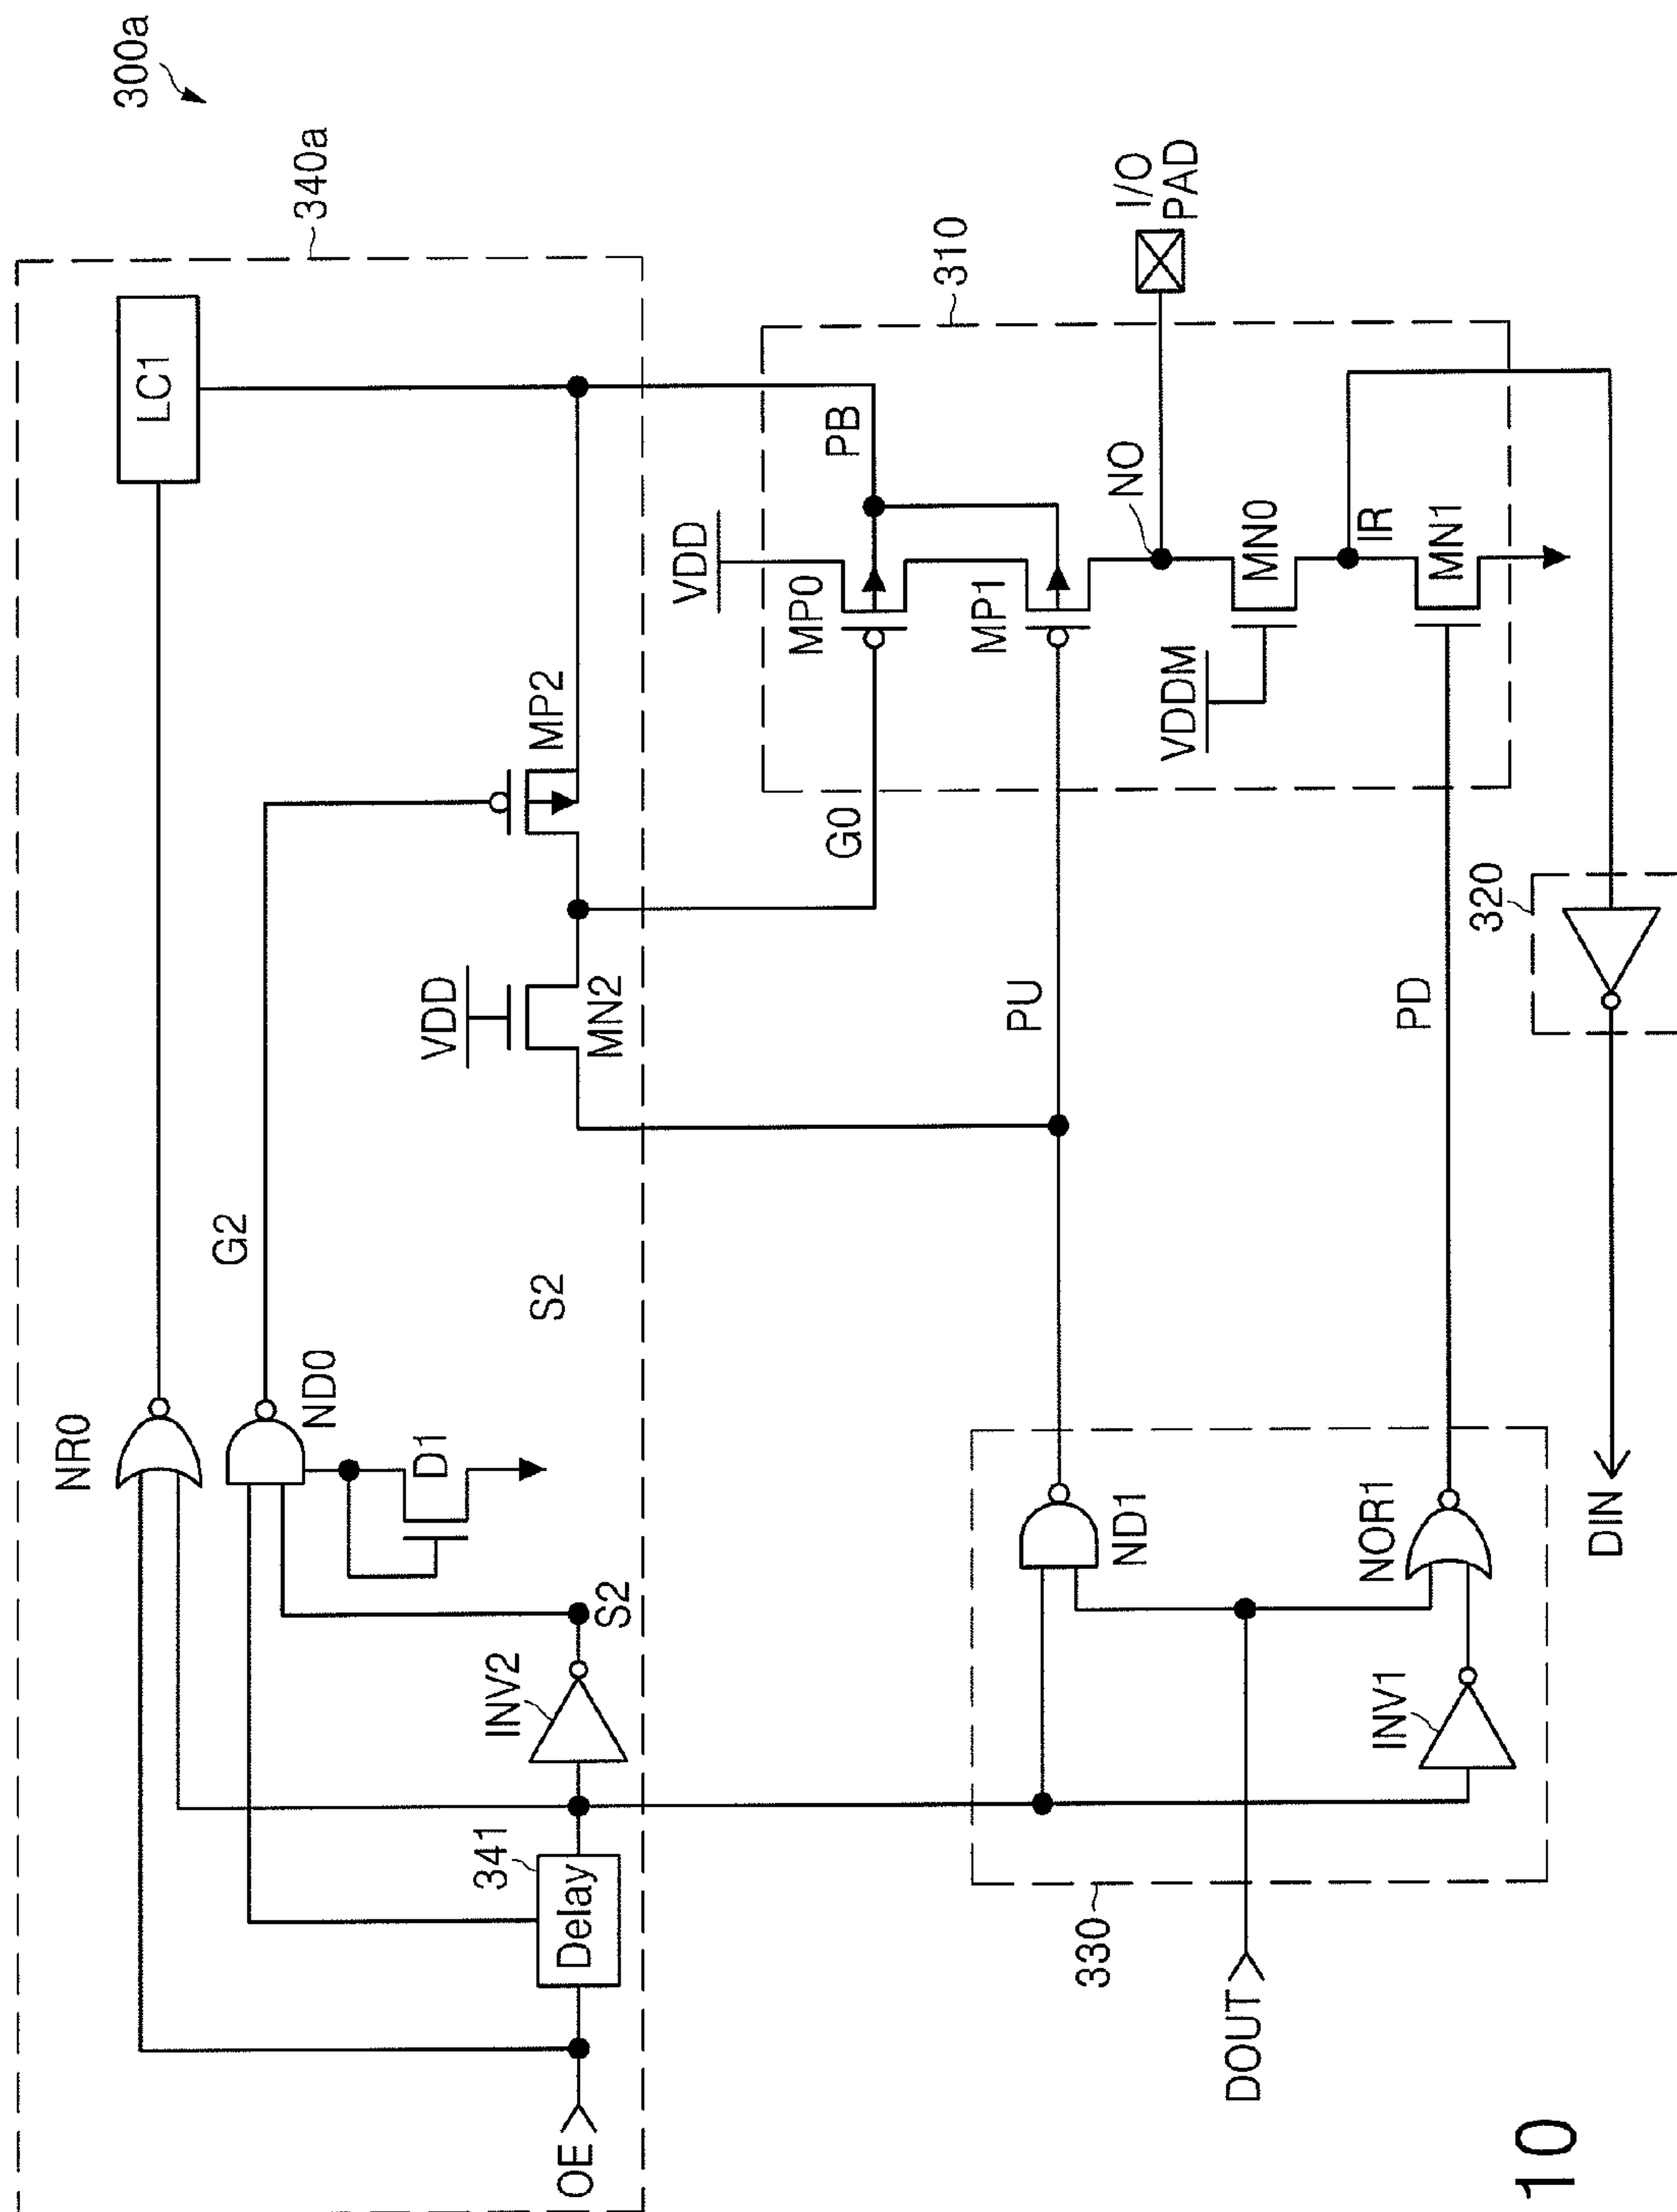 300a
340a
LC1
NR0
G2
ND0
D1
S2
S2
INV2
341
Delay
OE
VDD
MN2
MP2
310
VDD
PB
MP0
G0
MP1
NO
I/O
PAD
VDDM
MN0
IR
MN1
PU
PD
320
ND1
NOR1
INV1
330
DOUT
DIN
10